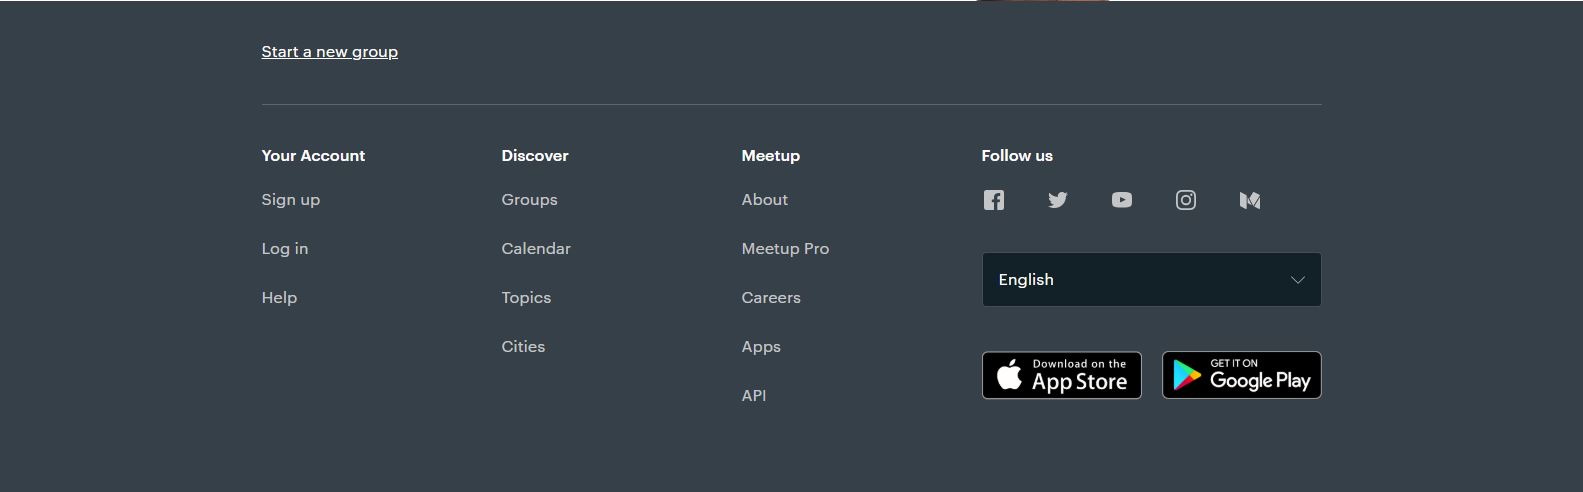 Start a new group
Your Account
Sign up
Log in
Help
Discover
Groups
Calendar
Topics
Cities
Meetup
About
Meetup Pro
Careers
Apps
API
Follow us
English
Download on the
App Store
GET IT ON
Google Play